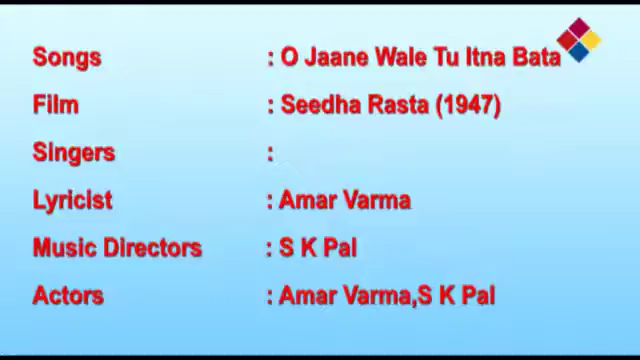 Songs : O Jaane Wale Tu Itna Bata
Film : Seedha Rasta (1947)
Singers :
Lyricist : Amar Varma
Music Directors : S K Pal
Actors : Amar Varma,S K Pal